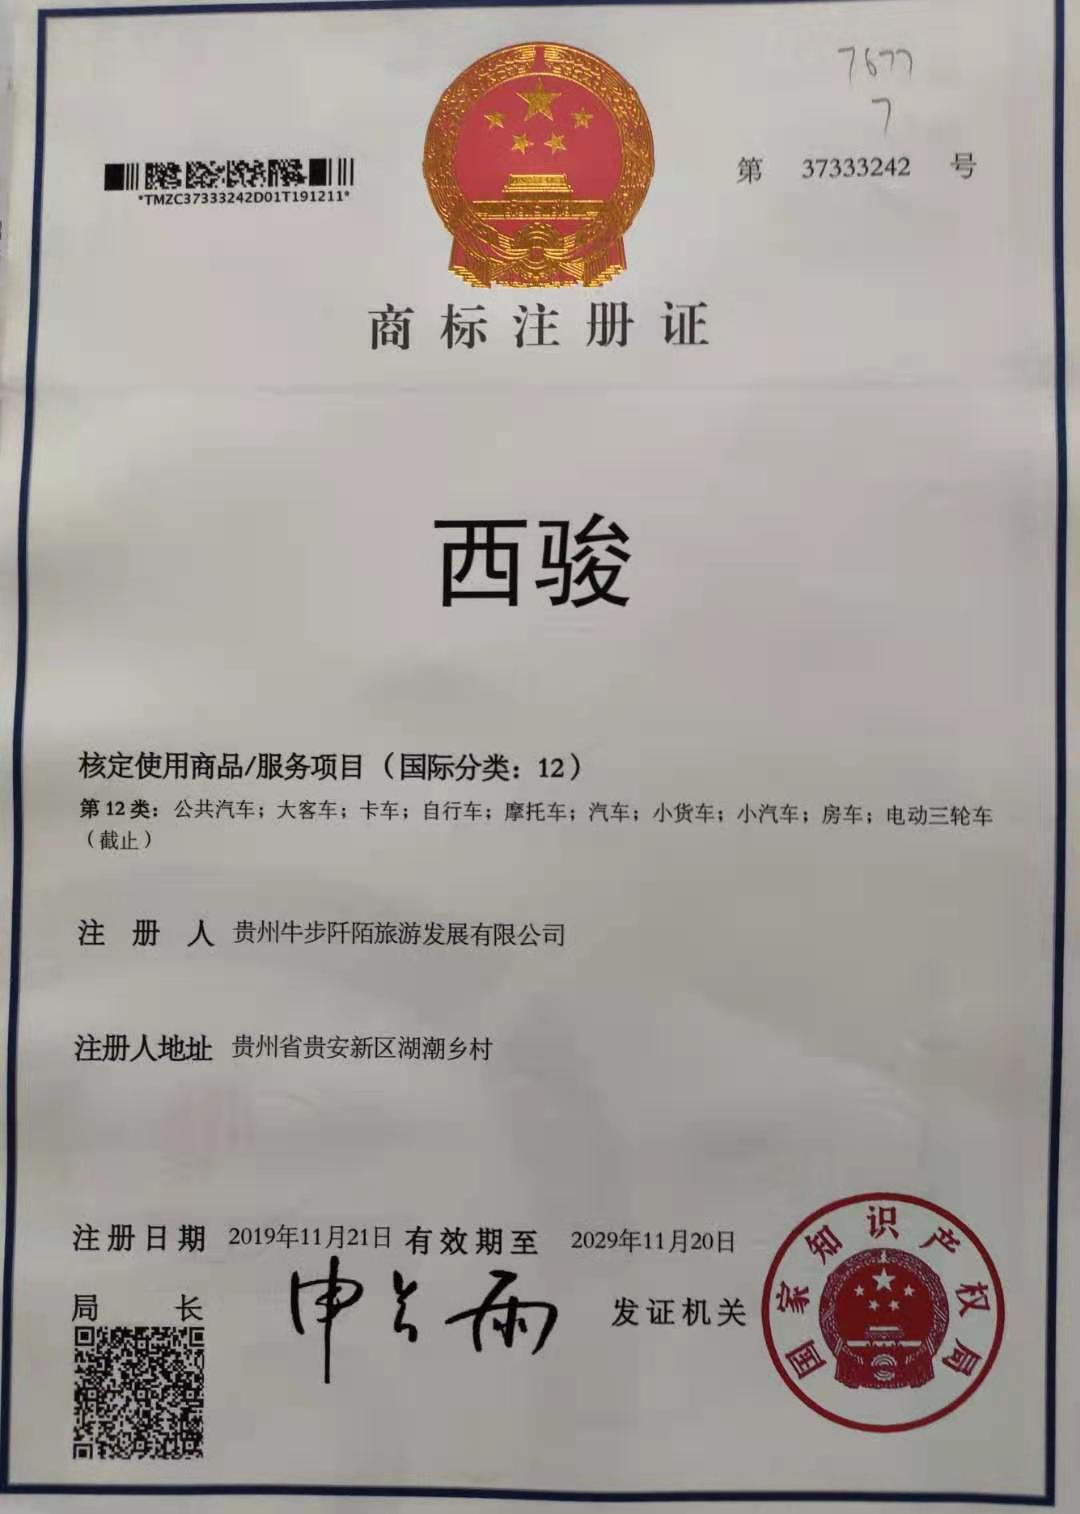 7677
7
第 37333242 号
*TMZC37333242D01T191211*
商标注册证
西骏
核定使用商品/服务项目（国际分类：12）
第12类：公共汽车；大客车；卡车；自行车；摩托车；汽车；小货车；小汽车；房车；电动三轮车
（截止）
注册人 贵州牛步阡陌旅游发展有限公司
注册人地址 贵州省贵安新区湖潮乡村
注册日期 2019年11月21日 有效期至 2029年11月20日
局长 申长雨 发证机关
国家知识产权局